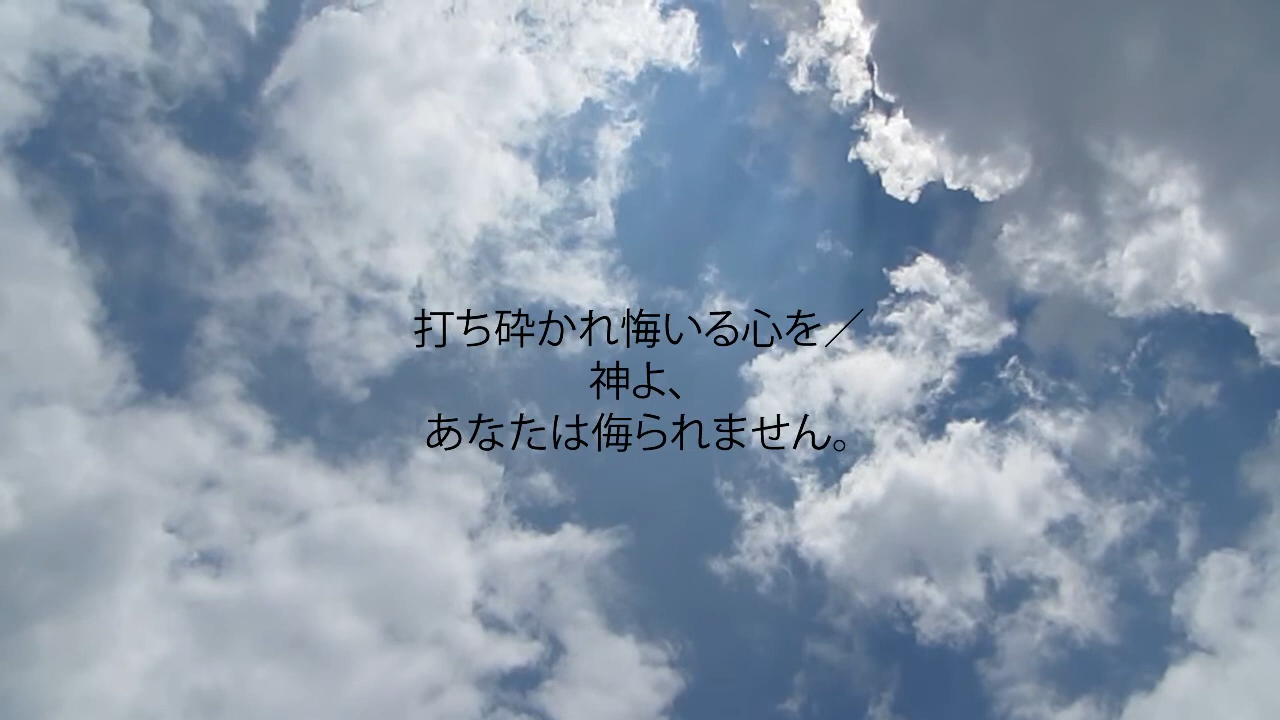 打ち砕かれ悔いる心を／
神よ、
あなたは侮られません。